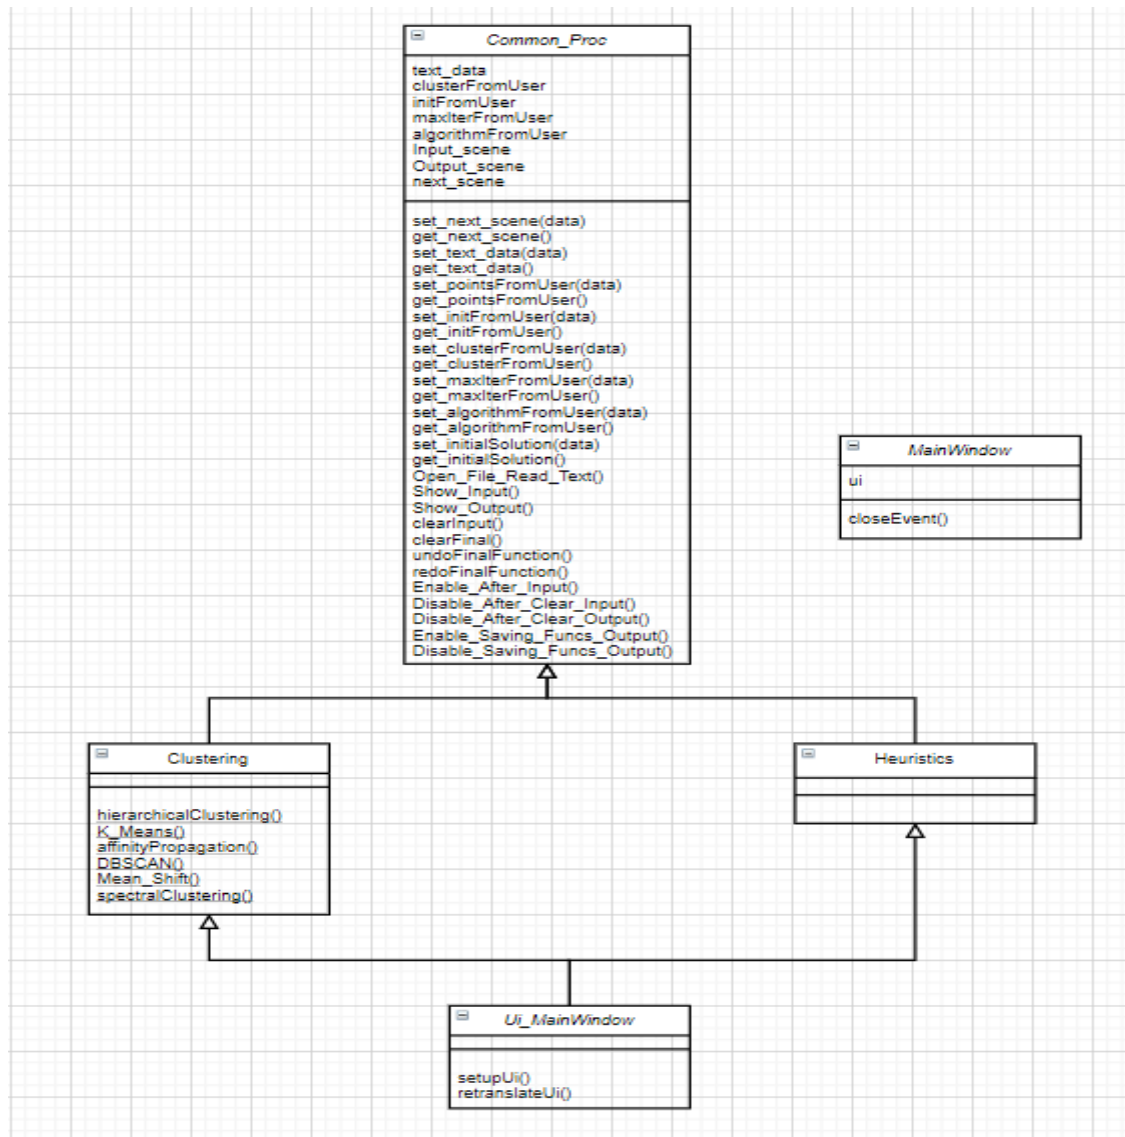 Common_Proc
text_data
clusterFromUser
initFromUser
maxIterFromUser
algorithmFromUser
Input_scene
Output_scene
next_scene
set_next_scene(data)
get_next_scene()
set_text_data(data)
get_text_data()
set_pointsFromUser(data)
get_pointsFromUser()
set_initFromUser(data)
get_initFromUser()
set_clusterFromUser(data)
get_clusterFromUser()
set_maxIterFromUser(data)
get_maxIterFromUser()
set_algorithmFromUser(data)
get_algorithmFromUser()
set_initialSolution(data)
get_initialSolution()
Open_File_Read_Text()
Show_Input()
Show_Output()
clearInput()
clearFinal()
undoFinalFunction()
redoFinalFunction()
Enable_After_Input()
Disable_After_Clear_Input()
Disable_After_Clear_Output()
Enable_Saving_Funcs_Output()
Disable_Saving_Funcs_Output()
MainWindow
ui
closeEvent()
Clustering
hierarchicalClustering()
K_Means()
affinityPropagation()
DBSCAN()
Mean_Shift()
spectralClustering()
Heuristics
Ui_MainWindow
setupUi()
retranslateUi()